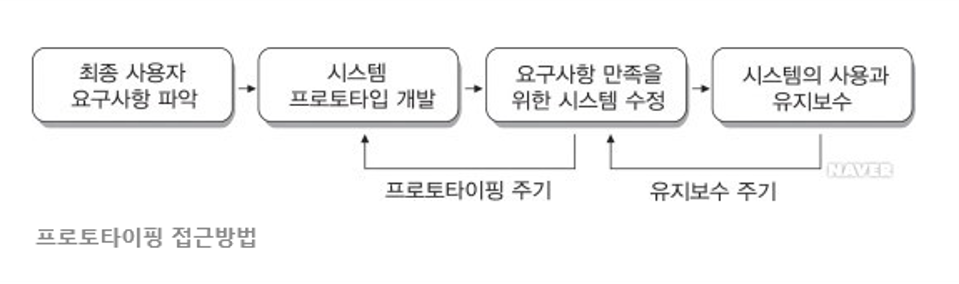 최종 사용자
요구사항 파악
시스템
프로토타입 개발
요구사항 만족을
위한 시스템 수정
시스템의 사용과
유지보수
프로토타이핑 주기
유지보수 주기
NAVER
프로토타이핑 접근방법